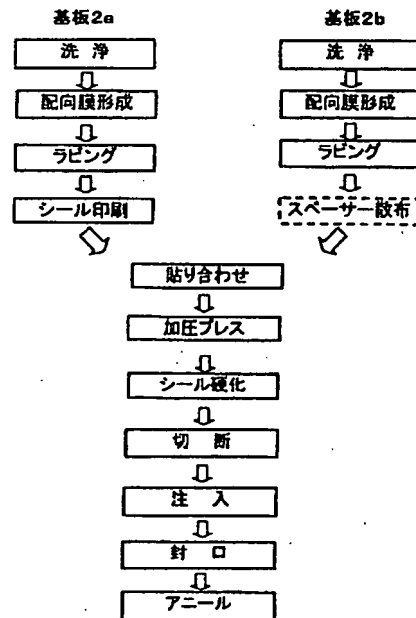 基板2a
洗 浄
配向膜形成
ラビング
シール印刷
基板2b
洗 浄
配向膜形成
ラビング
スペーサー散布
貼り合わせ
加圧プレス
シール硬化
切 断
注 入
封 口
アニール